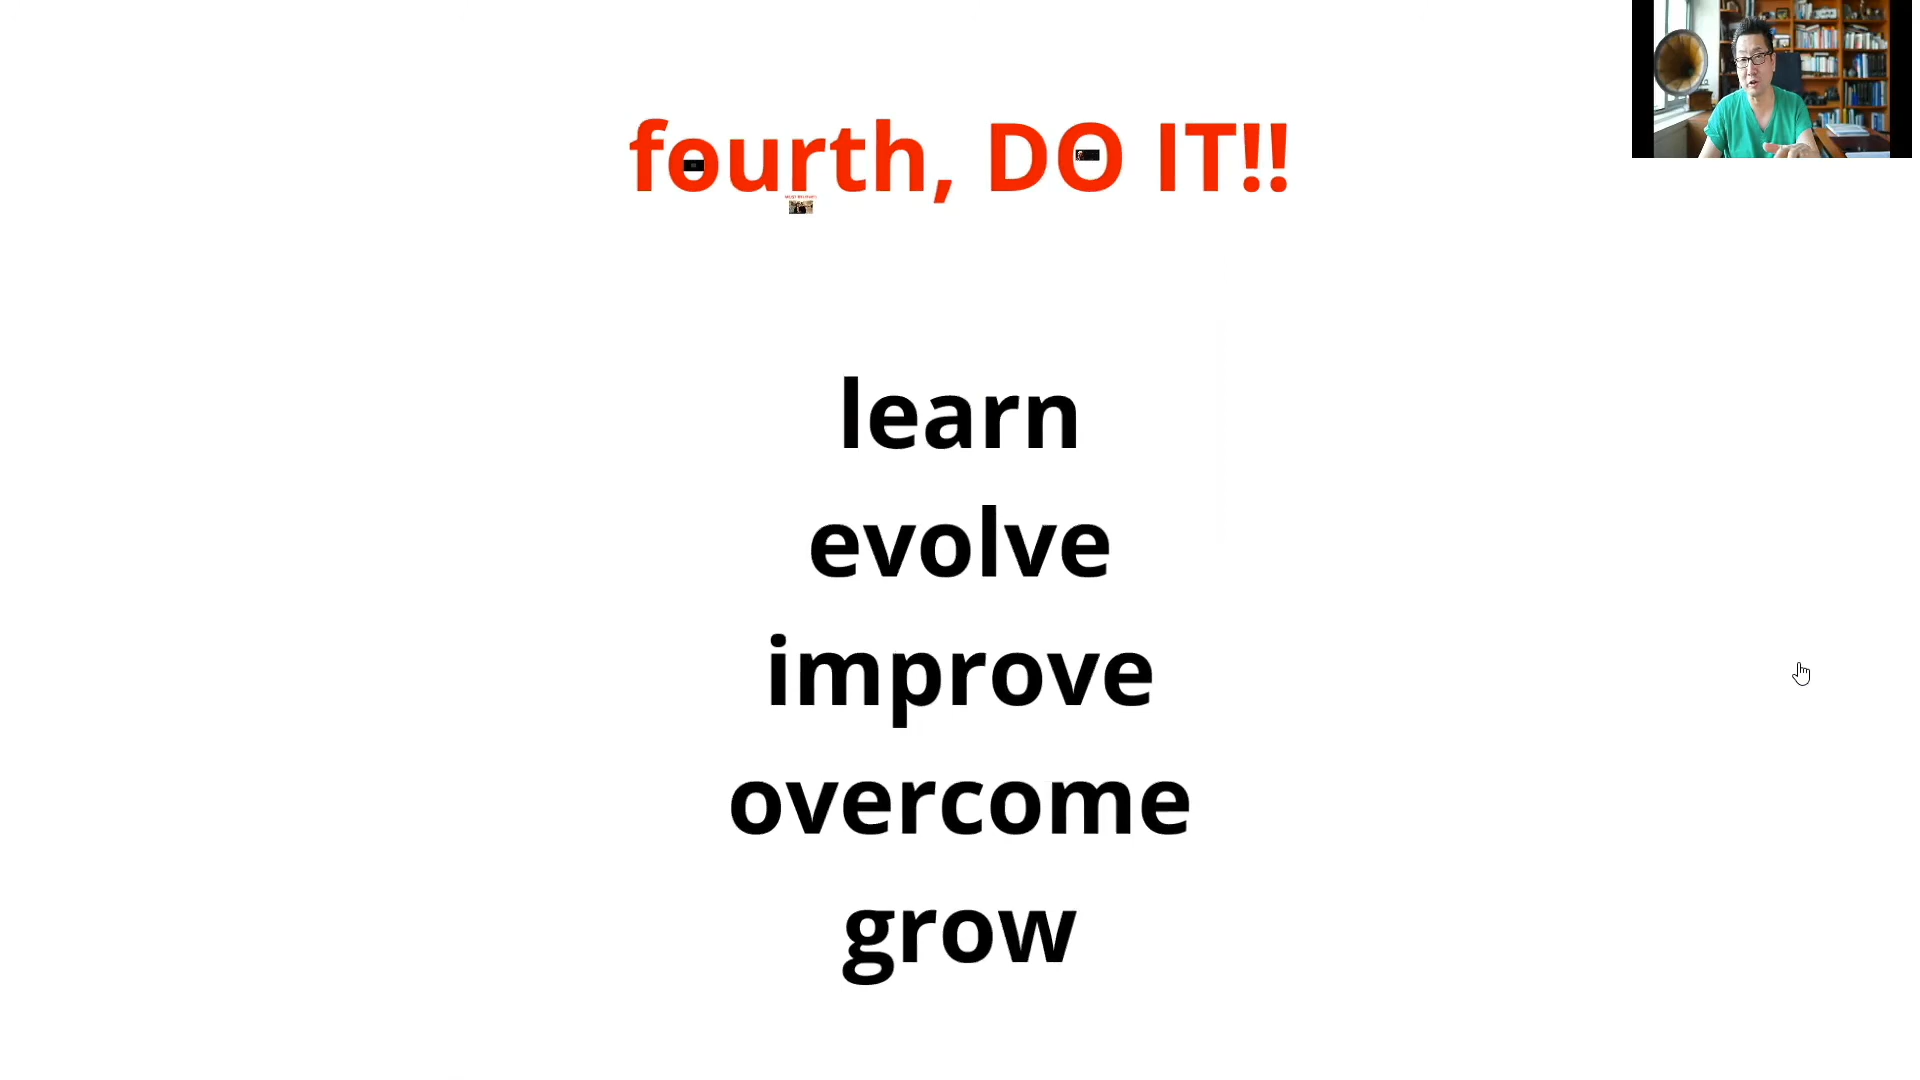 fourth, DO IT!!
learn
evolve
improve
overcome
grow